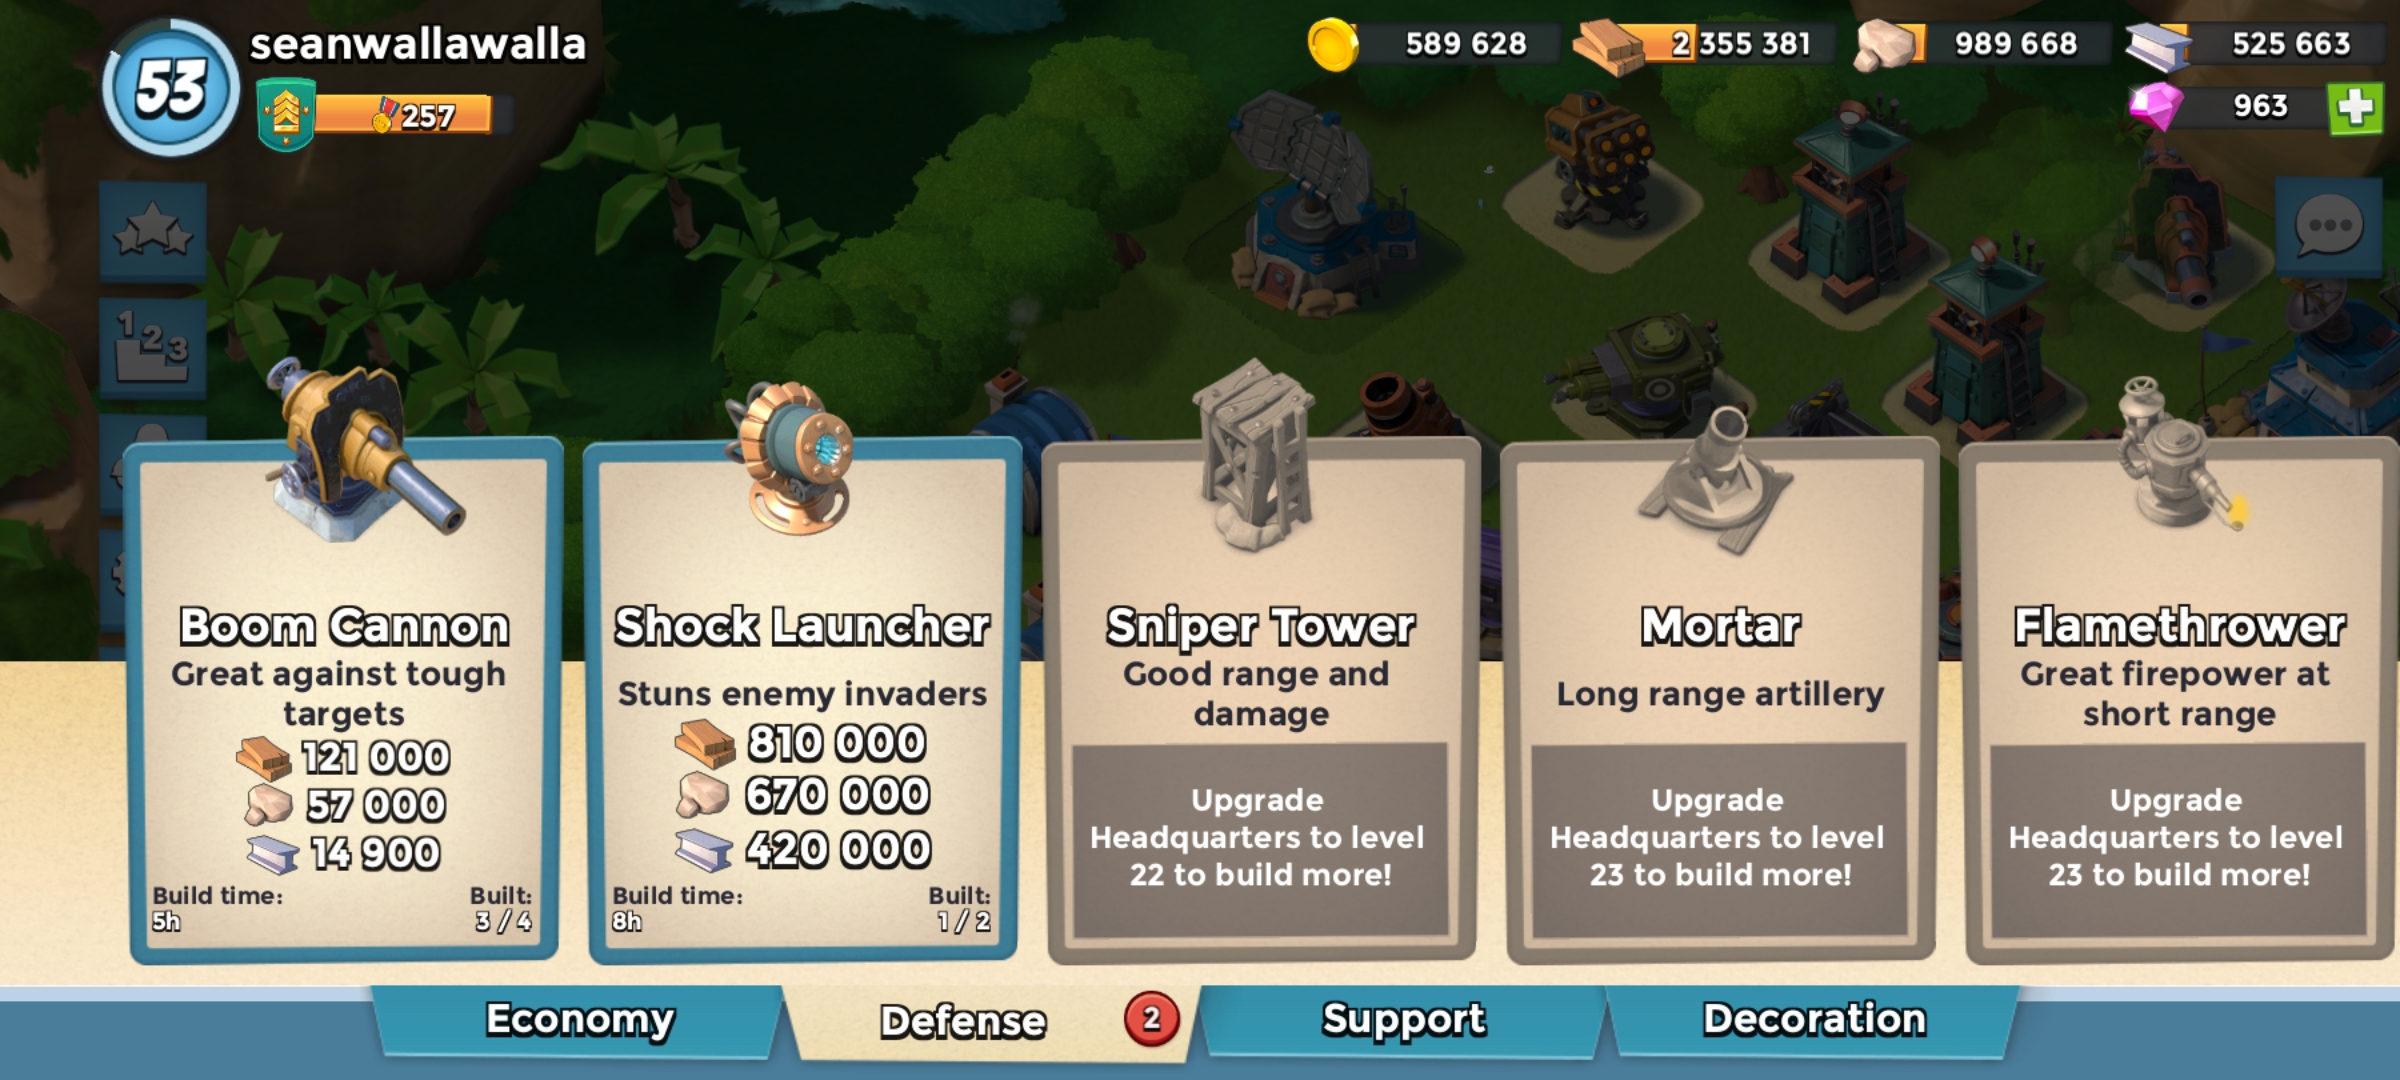 53
seanwallawalla
257
589 628
2 355 381
989 668
525 663
963
1 2 3
Boom Cannon
Great against tough
targets
121 000
57 000
14 900
Build time:
5h
Built:
3 / 4
Shock Launcher
Stuns enemy invaders
810 000
670 000
420 000
Build time:
8h
Built:
1 / 2
Sniper Tower
Good range and
damage
Upgrade
Headquarters to level
22 to build more!
Mortar
Long range artillery
Upgrade
Headquarters to level
23 to build more!
Flamethrower
Great firepower at
short range
Upgrade
Headquarters to level
23 to build more!
Economy
Defense
2
Support
Decoration